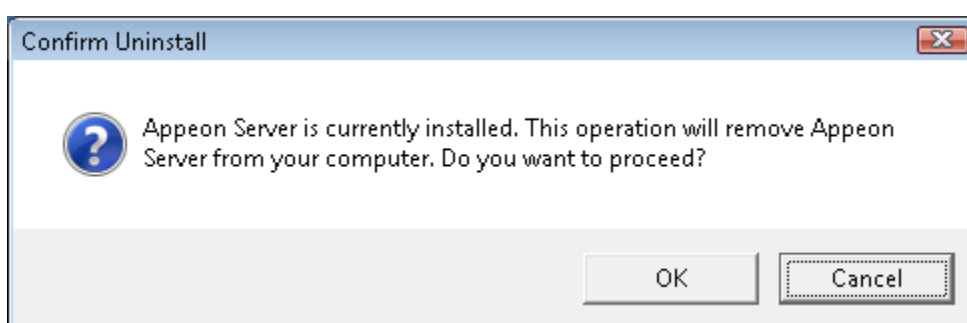 Confirm Uninstall
Appeon Server is currently installed. This operation will remove Appeon
Server from your computer. Do you want to proceed?
OK
Cancel